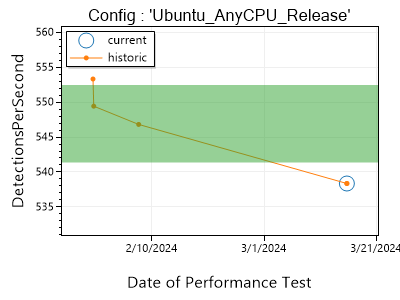 Config : 'Ubuntu_AnyCPU_Release'
current
historic
560
555
550
545
540
535
DetectionsPerSecond
2/10/2024
3/1/2024
3/21/2024
Date of Performance Test